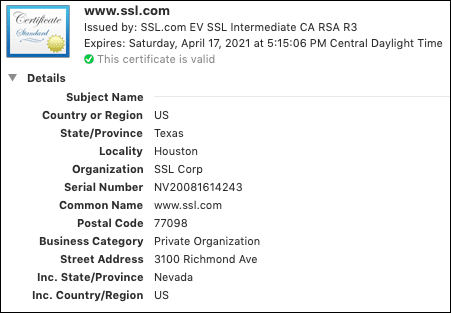 Certificate
Standard
www.ssl.com
Issued by: SSL.com EV SSL Intermediate CA RSA R3
Expires: Saturday, April 17, 2021 at 5:15:06 PM Central Daylight Time
This certificate is valid
Details
Subject Name
Country or Region US
State/Province Texas
Locality Houston
Organization SSL Corp
Serial Number NV20081614243
Common Name www.ssl.com
Postal Code 77098
Business Category Private Organization
Street Address 3100 Richmond Ave
Inc. State/Province Nevada
Inc. Country/Region US